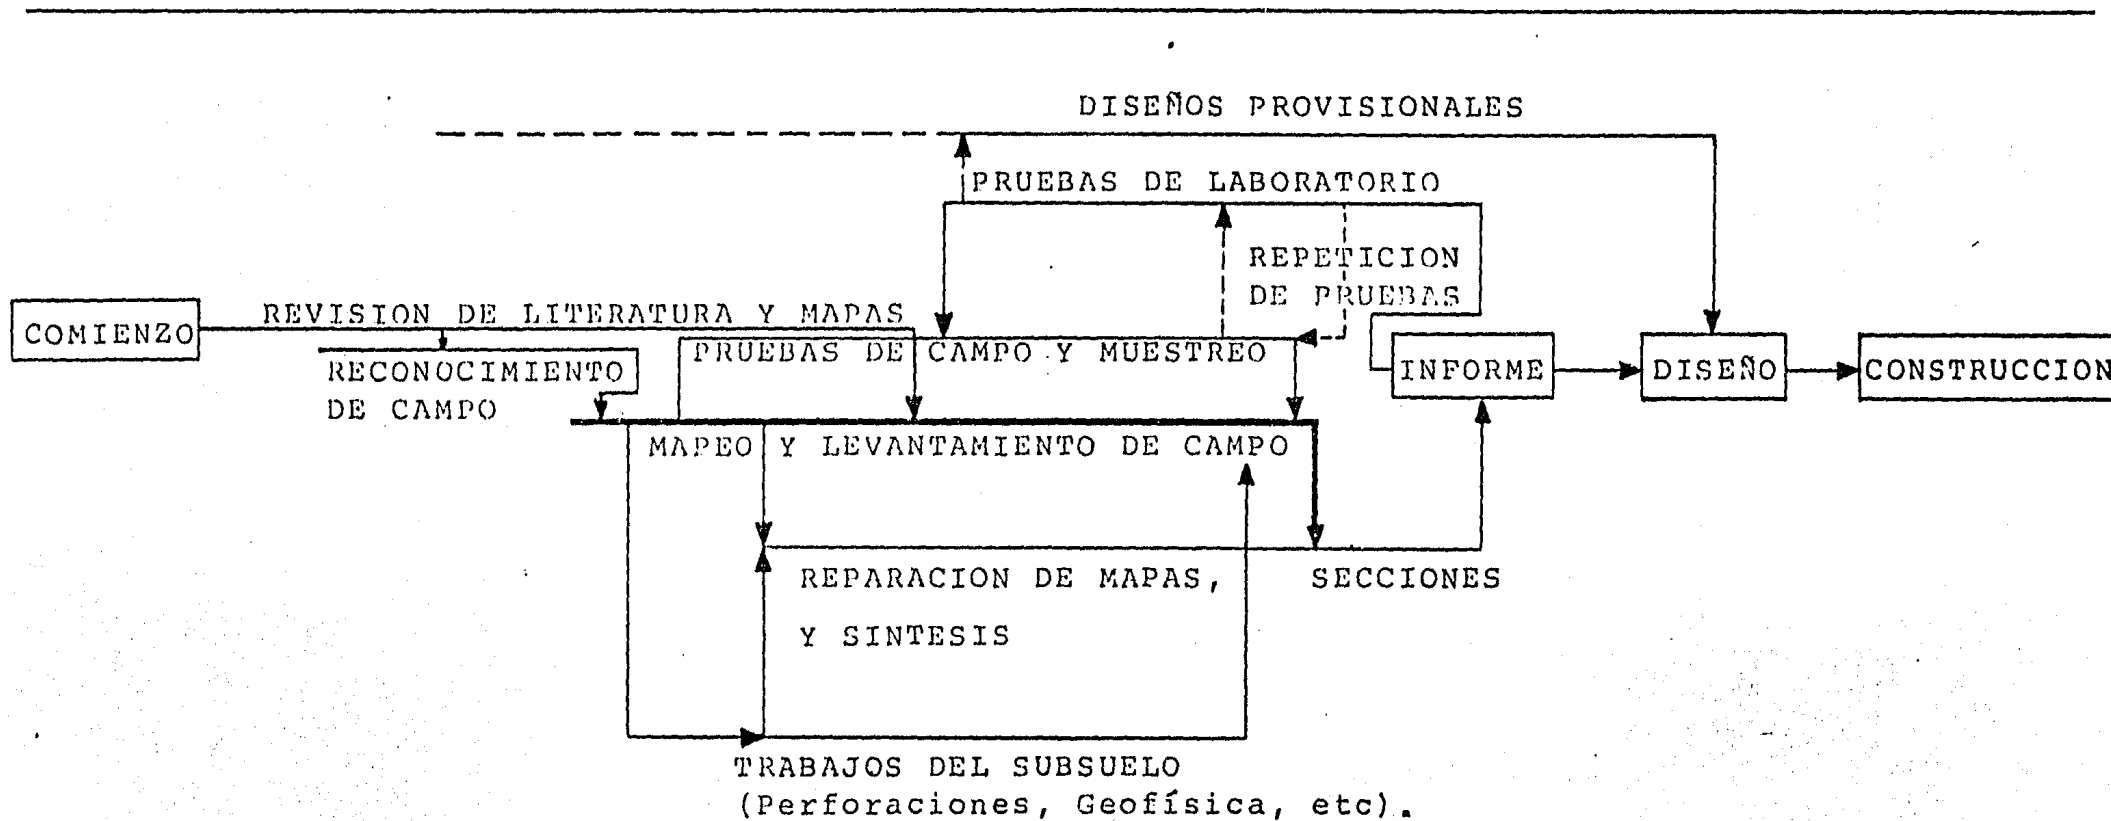 DISEÑOS PROVISIONALES
PRUEBAS DE LABORATORIO
REPETICION
DE PRUEBAS
COMIENZO
REVISION DE LITERATURA Y MAPAS
RECONOCIMIENTO
DE CAMPO
PRUEBAS DE CAMPO Y MUESTREO
INFORME
DISEÑO
CONSTRUCCION
MAPEO Y LEVANTAMIENTO DE CAMPO
REPARACION DE MAPAS, SECCIONES
Y SINTESIS
TRABAJOS DEL SUBSUELO
(Perforaciones, Geofísica, etc).